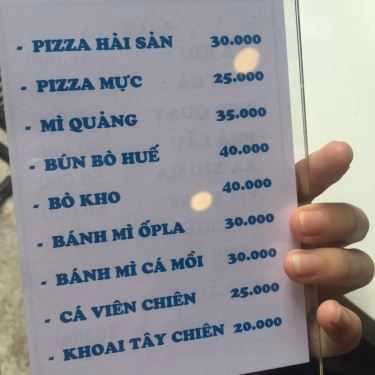 - PIZZA HẢI SẢN 30.000
- PIZZA MỰC 25.000
- MÌ QUẢNG 35.000
- BÚN BÒ HUẾ 40.000
- BÒ KHO 40.000
- BÁNH MÌ ỐPLA 30.000
- BÁNH MÌ CÁ MỒI 30.000
- CÁ VIÊN CHIÊN 25.000
- KHOAI TÂY CHIÊN 20.000